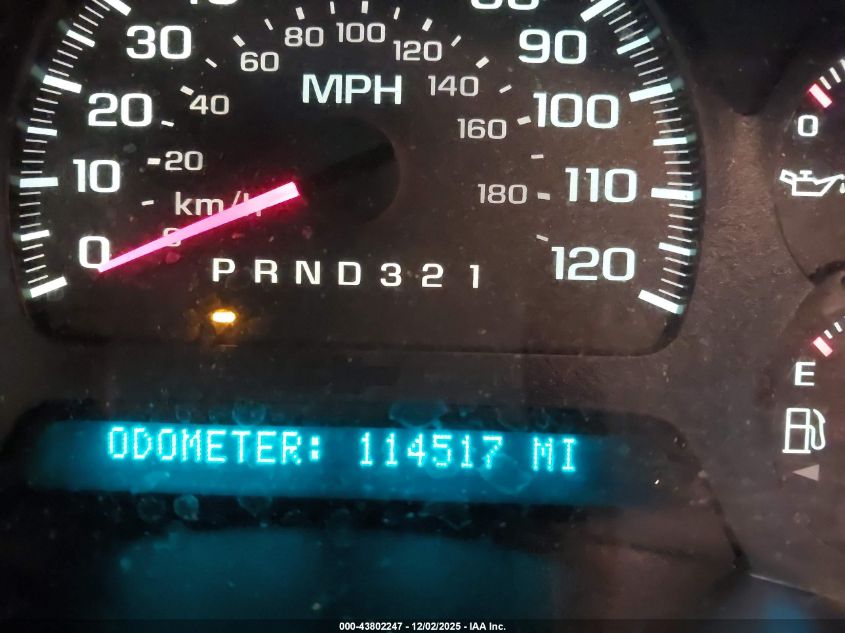 30 90
60 80 100 120
MPH 140
20 40 160 100
10 20 180 110
km/h
0 120
P R N D 3 2 1
0
E
ODOMETER: 114517 MI
000-43802247 - 12/02/2025 - IAA Inc.